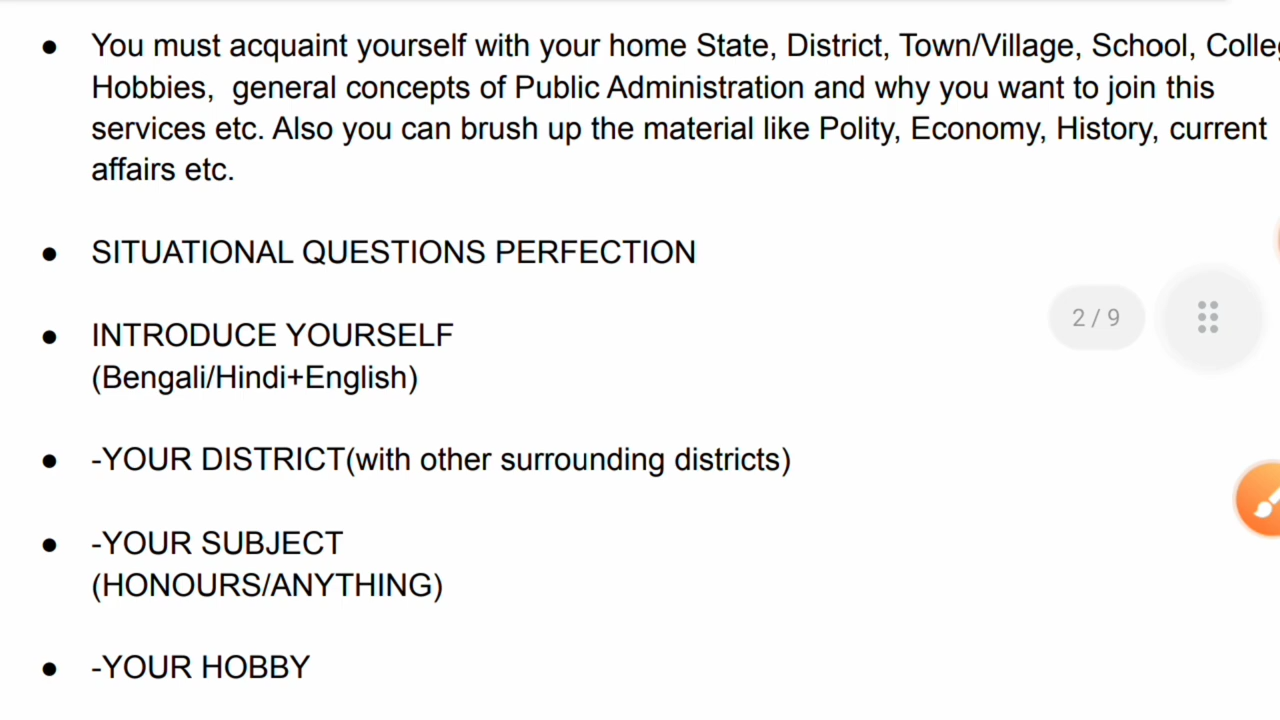 ● You must acquaint yourself with your home State, District, Town/Village, School,
Hobbies, general concepts of Public Administration and why you want to join this
services etc. Also you can brush up the material like Polity, Economy, History, current
affairs etc.
● SITUATIONAL QUESTIONS PERFECTION
● INTRODUCE YOURSELF
(Bengali/Hindi+English)
● -YOUR DISTRICT(with other surrounding districts)
● -YOUR SUBJECT
(HONOURS/ANYTHING)
● -YOUR HOBBY
2 / 9